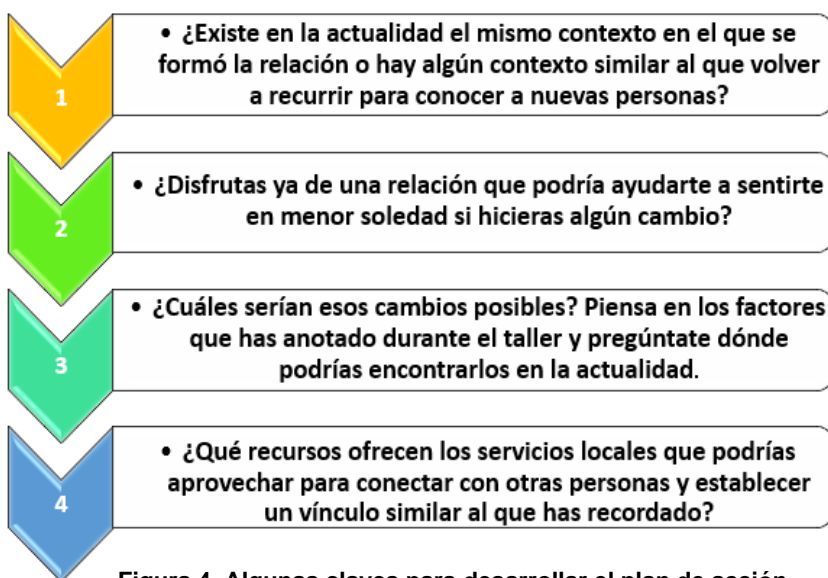 1
• ¿Existe en la actualidad el mismo contexto en el que se
formó la relación o hay algún contexto similar al que volver
a recurrir para conocer a nuevas personas?
2
• ¿Disfrutas ya de una relación que podría ayudarte a sentirte
en menor soledad si hicieras algún cambio?
3
• ¿Cuáles serían esos cambios posibles? Piensa en los factores
que has anotado durante el taller y pregúntate dónde
podrías encontrarlos en la actualidad.
4
• ¿Qué recursos ofrecen los servicios locales que podrías
aprovechar para conectar con otras personas y establecer
un vínculo similar al que has recordado?
Figura 4. Algunas claves para desarrollar el plan de acción